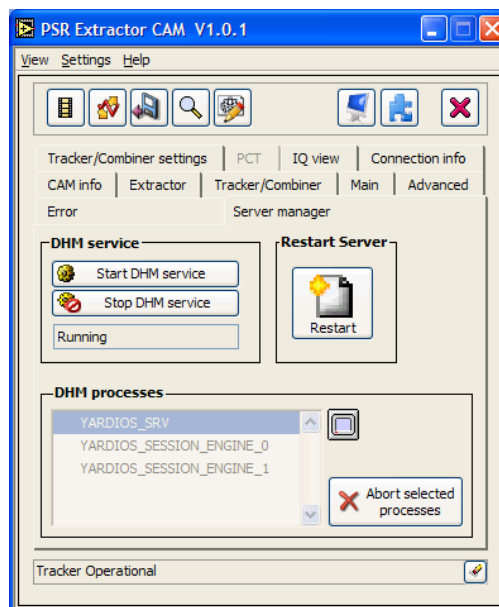 PSR Extractor CAM V1.0.1
View Settings Help
Tracker/Combiner settings PCT IQ view Connection info
CAM info Extractor Tracker/Combiner Main Advanced
Error Server manager
DHM service
Start DHM service
Stop DHM service
Running
Restart Server
Restart
DHM processes
YARDIOS_SRV
YARDIOS_SESSION_ENGINE_0
YARDIOS_SESSION_ENGINE_1
Abort selected
processes
Tracker Operational